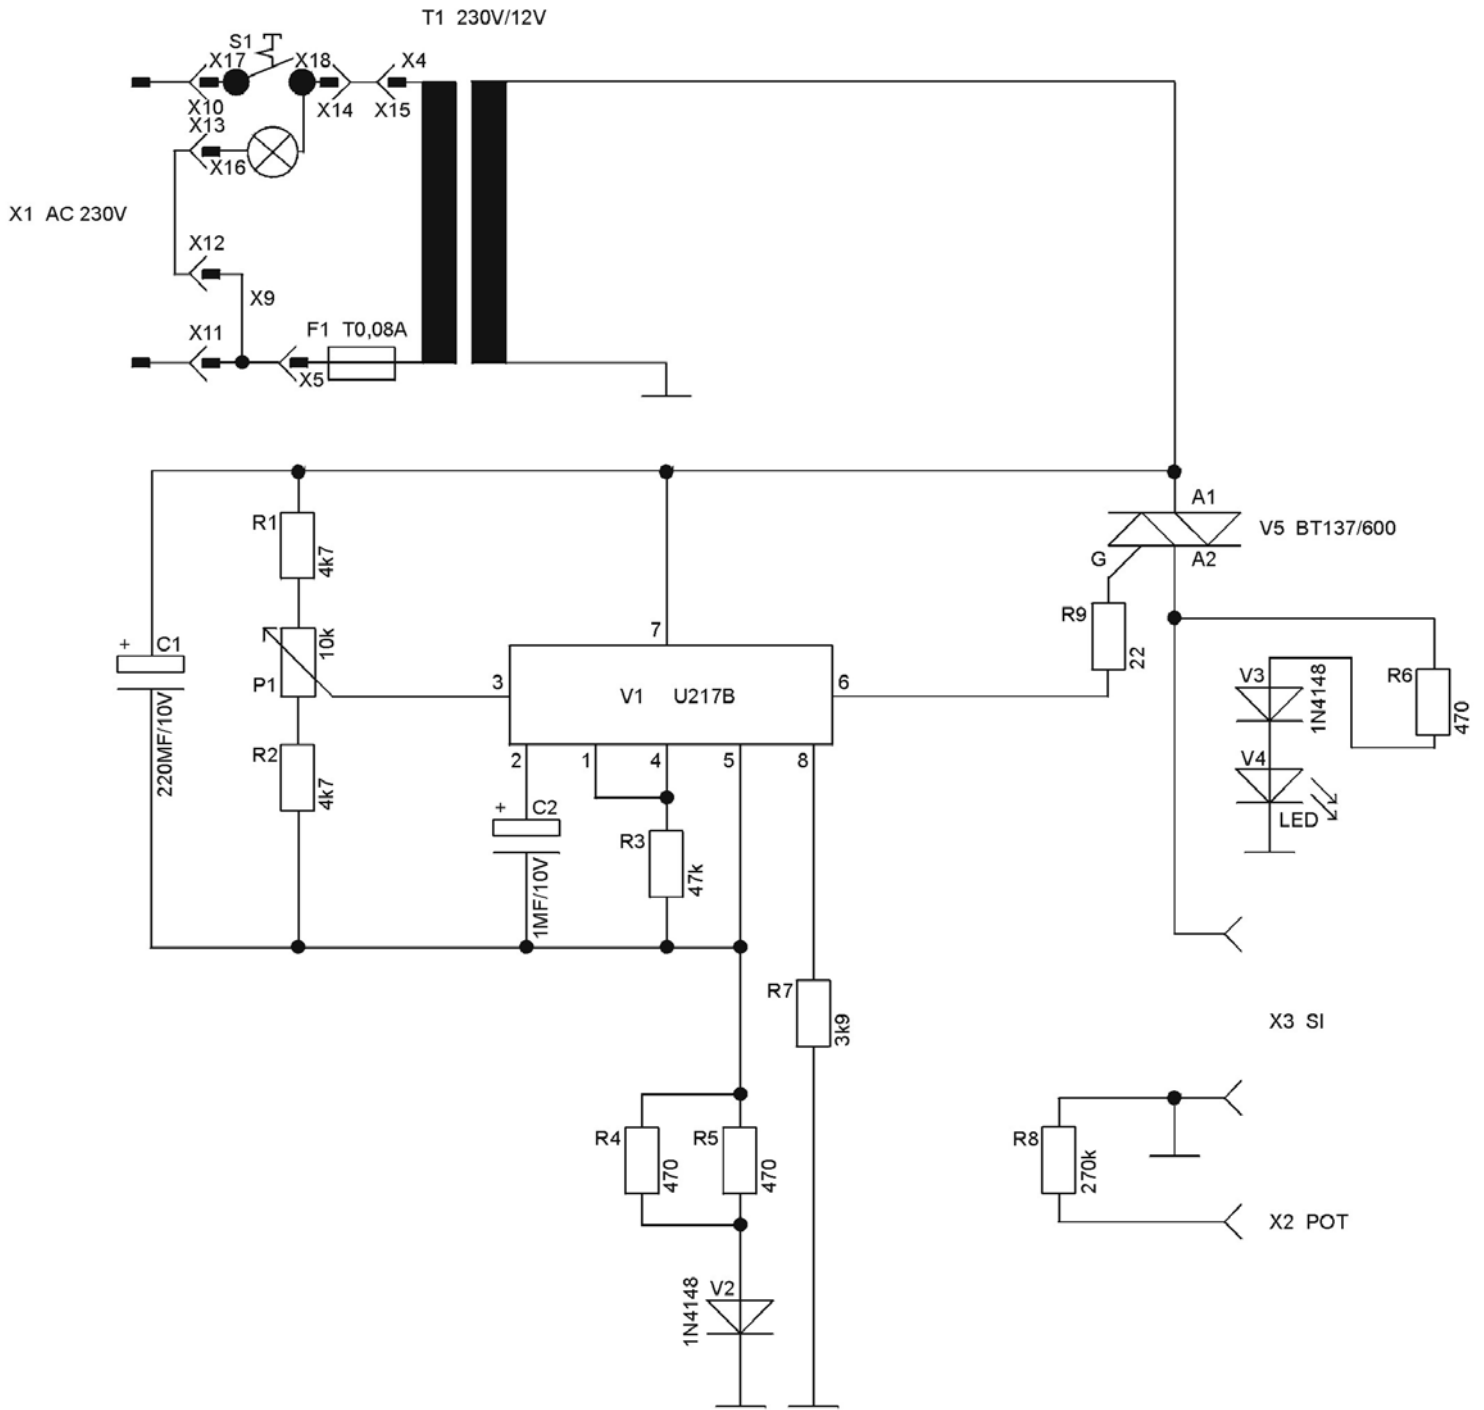 T1 230V/12V
S1
X17
X18
X4
X10
X14
X15
X13
X16
X1 AC 230V
X12
X9
X11
F1 T0,08A
X5
A1
V5 BT137/600
G
A2
R1
4k7
R9
22
10k
P1
C1
+
220MF/10V
7
3
V1 U217B
6
V3
1N4148
R6
470
R2
4k7
2
1
4
5
8
V4
LED
+
C2
1MF/10V
R3
47k
R7
3k9
X3 SI
R4
470
R5
470
R8
270k
X2 POT
V2
1N4148